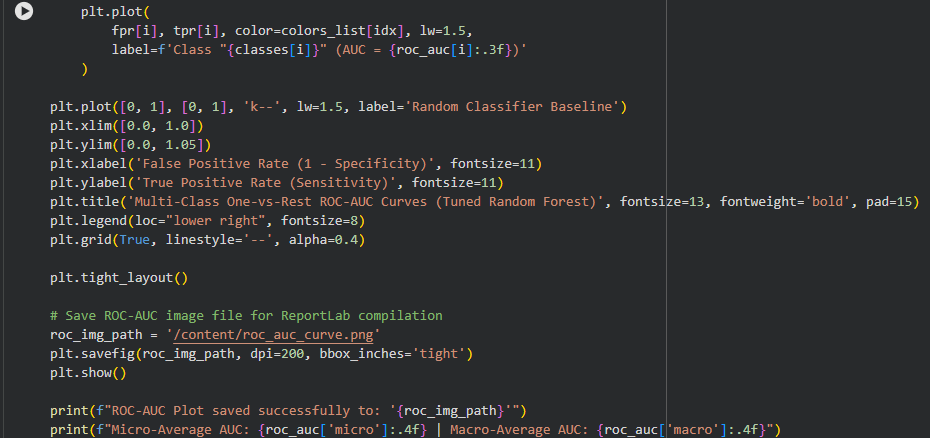 plt.plot(
fpr[i], tpr[i], color=colors_list[idx], lw=1.5,
label=f'Class "{classes[i]}" (AUC = {roc_auc[i]:.3f})'
)
plt.plot([0, 1], [0, 1], 'k--', lw=1.5, label='Random Classifier Baseline')
plt.xlim([0.0, 1.0])
plt.ylim([0.0, 1.05])
plt.xlabel('False Positive Rate (1 - Specificity)', fontsize=11)
plt.ylabel('True Positive Rate (Sensitivity)', fontsize=11)
plt.title('Multi-Class One-vs-Rest ROC-AUC Curves (Tuned Random Forest)', fontsize=13, fontweight='bold', pad=15)
plt.legend(loc="lower right", fontsize=8)
plt.grid(True, linestyle='--', alpha=0.4)
plt.tight_layout()
# Save ROC-AUC image file for ReportLab compilation
roc_img_path = '/content/roc_auc_curve.png'
plt.savefig(roc_img_path, dpi=200, bbox_inches='tight')
plt.show()
print(f"ROC-AUC Plot saved successfully to: '{roc_img_path}'")
print(f"Micro-Average AUC: {roc_auc['micro']:.4f} | Macro-Average AUC: {roc_auc['macro']:.4f}")